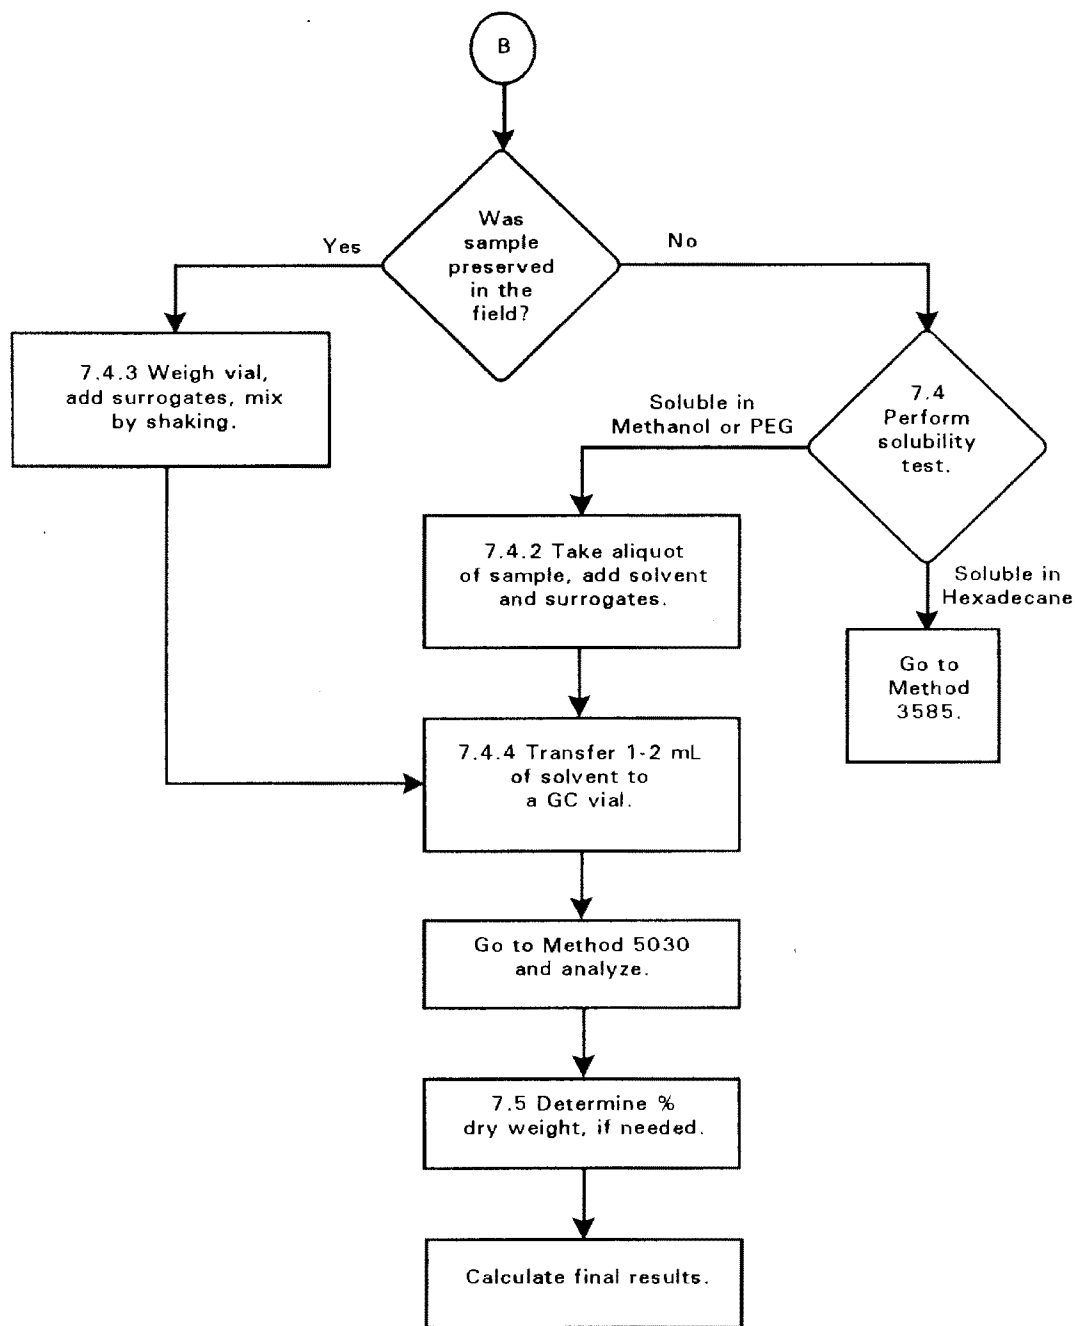 B
Was
sample
preserved
in the
field?
Yes
No
7.4.3 Weigh vial,
add surrogates, mix
by shaking.
7.4
Perform
solubility
test.
Soluble in
Methanol or PEG
7.4.2 Take aliquot
of sample, add solvent
and surrogates.
Soluble in
Hexadecane
Go to
Method
3585.
7.4.4 Transfer 1-2 mL
of solvent to
a GC vial.
Go to Method 5030
and analyze.
7.5 Determine %
dry weight, if needed.
Calculate final results.